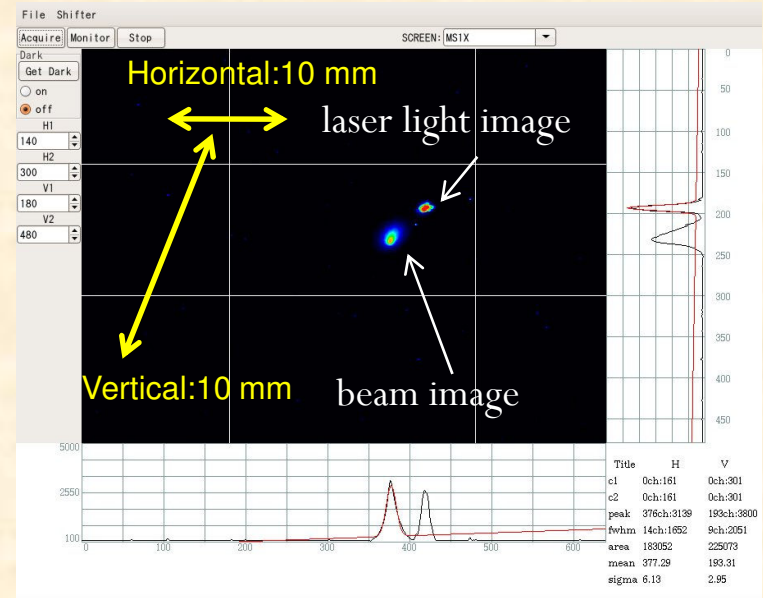 File Shifter
Acquire Monitor Stop SCREEN: MS1X
Dark
Get Dark
on
off
H1
140
H2
300
V1
180
V2
480
Horizontal:10 mm
laser light image
Vertical:10 mm
beam image
0
50
100
150
200
250
300
350
400
450
5000
2550
100
0 100 200 300 400 500 600
Title H V
c1 0ch:161 0ch:301
c2 0ch:161 0ch:301
peak 376ch:3139 193ch:3800
fwhm 14ch:1652 9ch:2051
area 183052 225073
mean 377.29 193.31
sigma 6.13 2.95